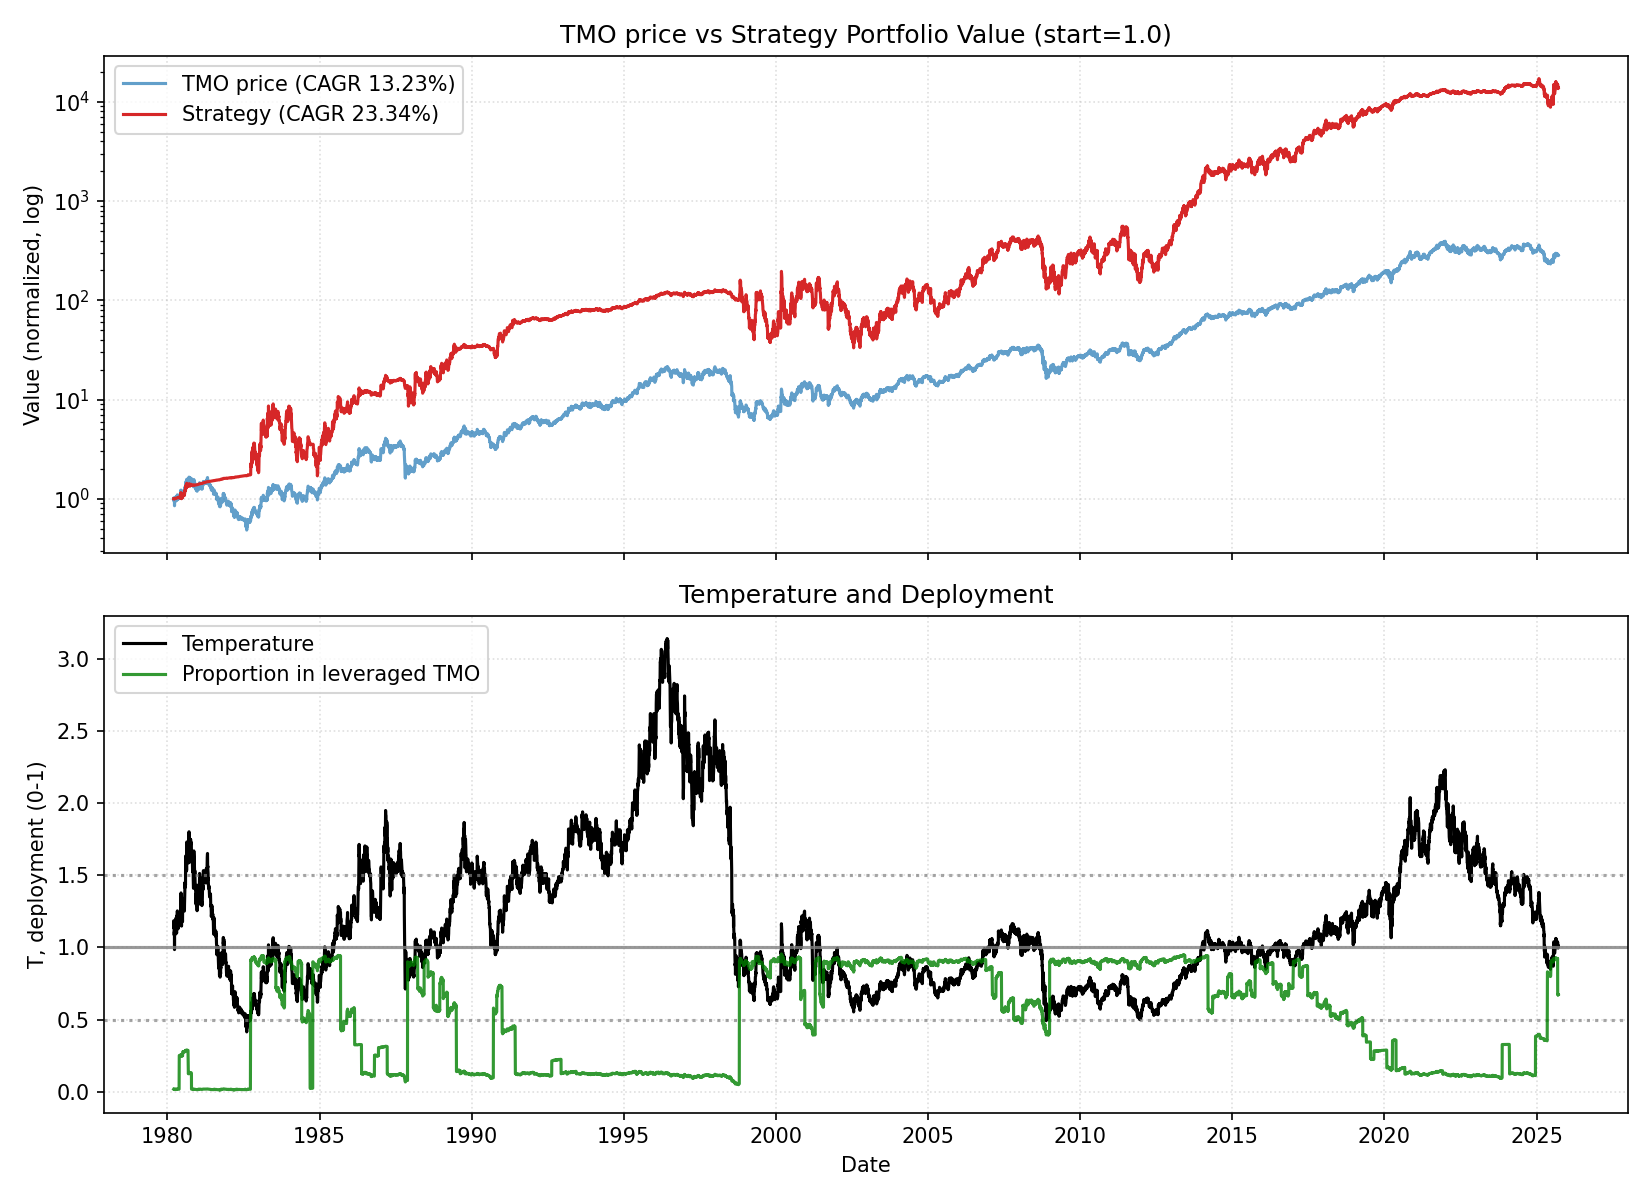 TMO price vs Strategy Portfolio Value (start=1.0)
TMO price (CAGR 13.23%)
Strategy (CAGR 23.34%)
Value (normalized, log)
10^4
10^3
10^2
10^1
10^0
Temperature and Deployment
Temperature
Proportion in leveraged TMO
T, deployment (0-1)
3.0
2.5
2.0
1.5
1.0
0.5
0.0
1980 1985 1990 1995 2000 2005 2010 2015 2020 2025
Date